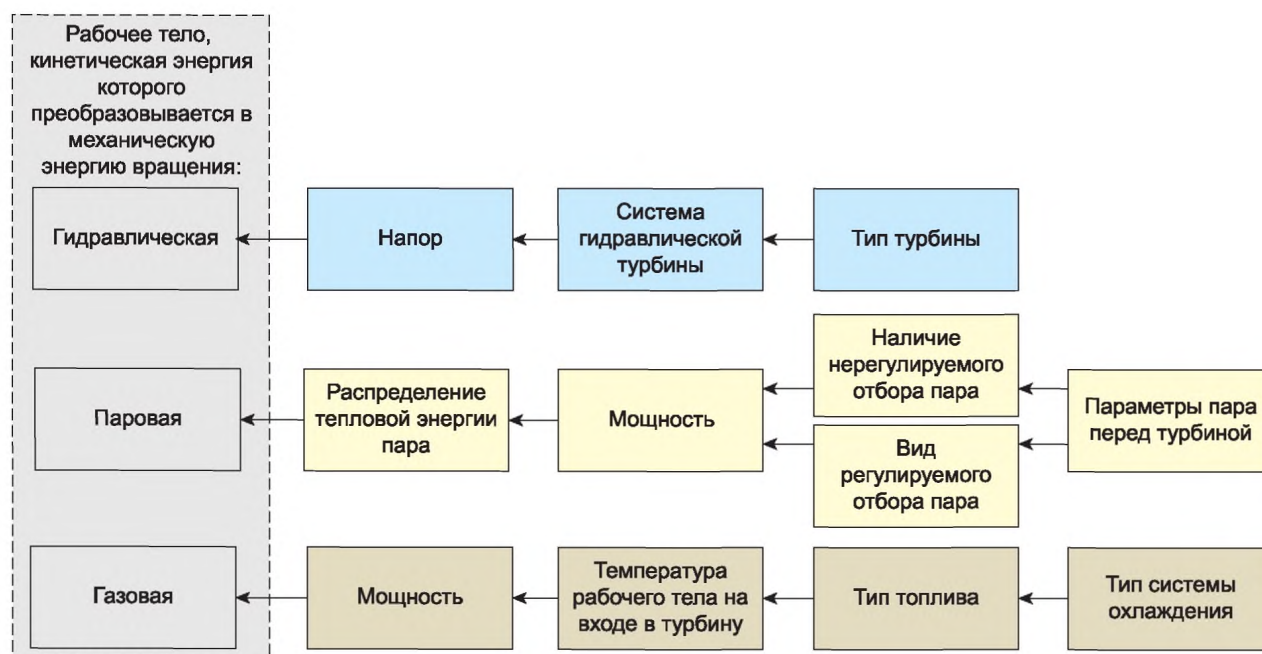 Рабочее тело,
кинетическая энергия
которого
преобразовывается в
механическую
энергию вращения:
Гидравлическая
Напор
Система
гидравлической
турбины
Тип турбины
Паровая
Распределение
тепловой энергии
пара
Мощность
Наличие
нерегулируемого
отбора пара
Вид
регулируемого
отбора пара
Параметры пара
перед турбиной
Газовая
Мощность
Температура
рабочего тела на
входе в турбину
Тип топлива
Тип системы
охлаждения